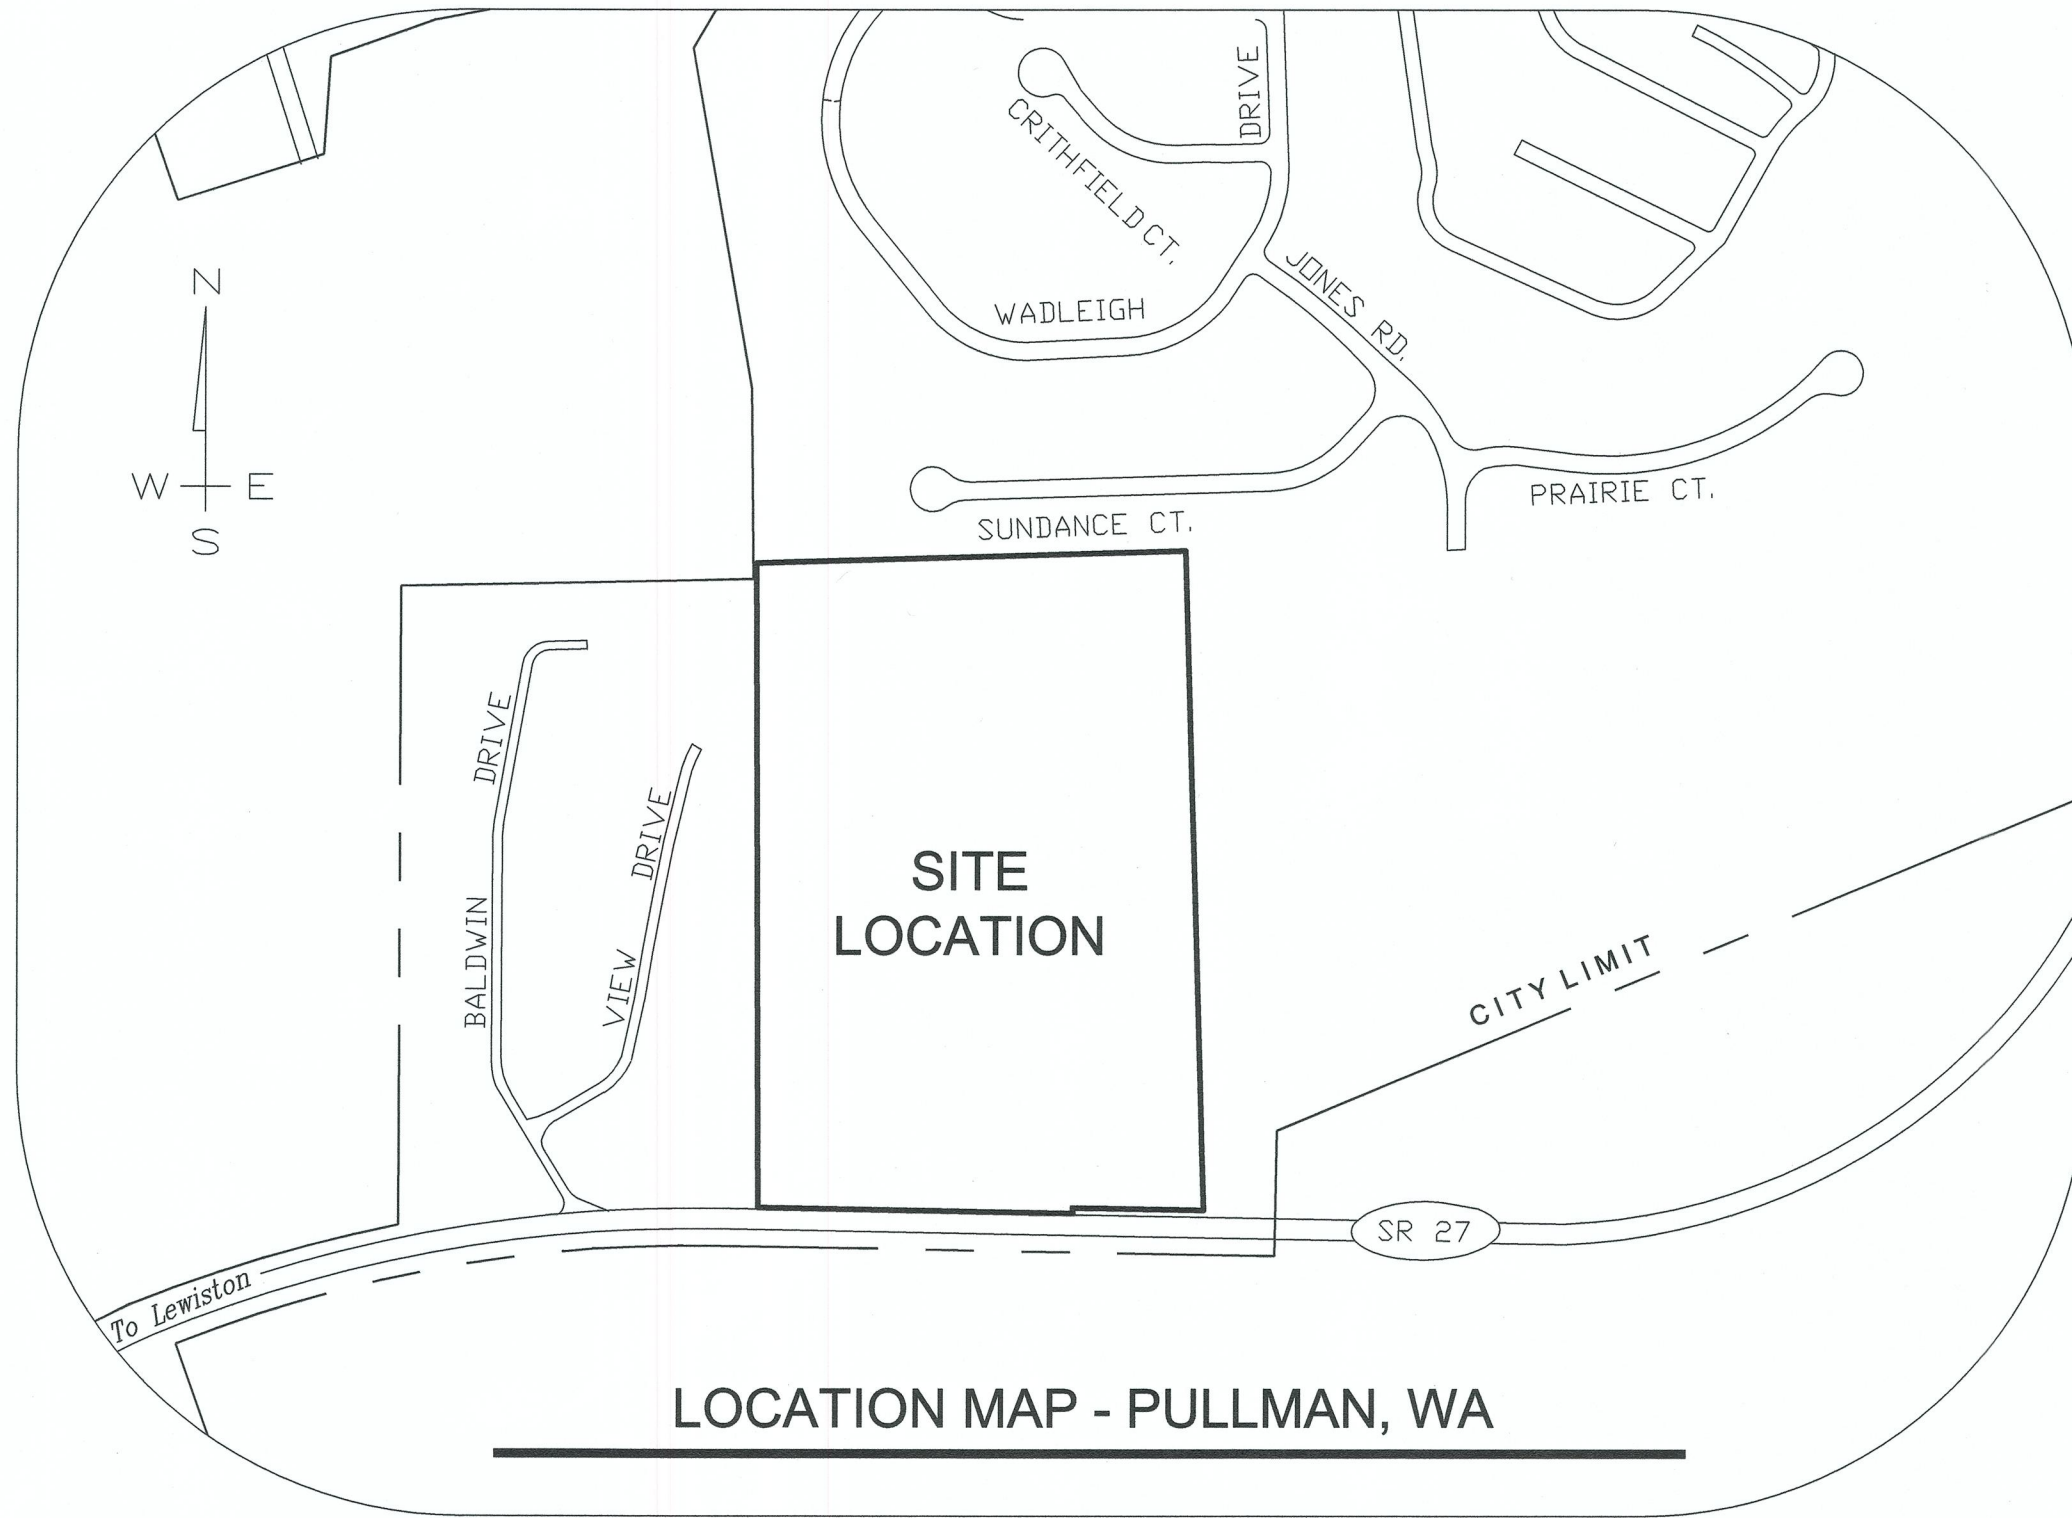 DRIVE
CRITHFIELD CT.
JONES RD.
WADLEIGH
N
W E
S
PRAIRIE CT.
SUNDANCE CT.
DRIVE
DRIVE
BALDWIN
VIEW
SITE
LOCATION
CITY LIMIT
SR 27
To Lewiston
LOCATION MAP - PULLMAN, WA